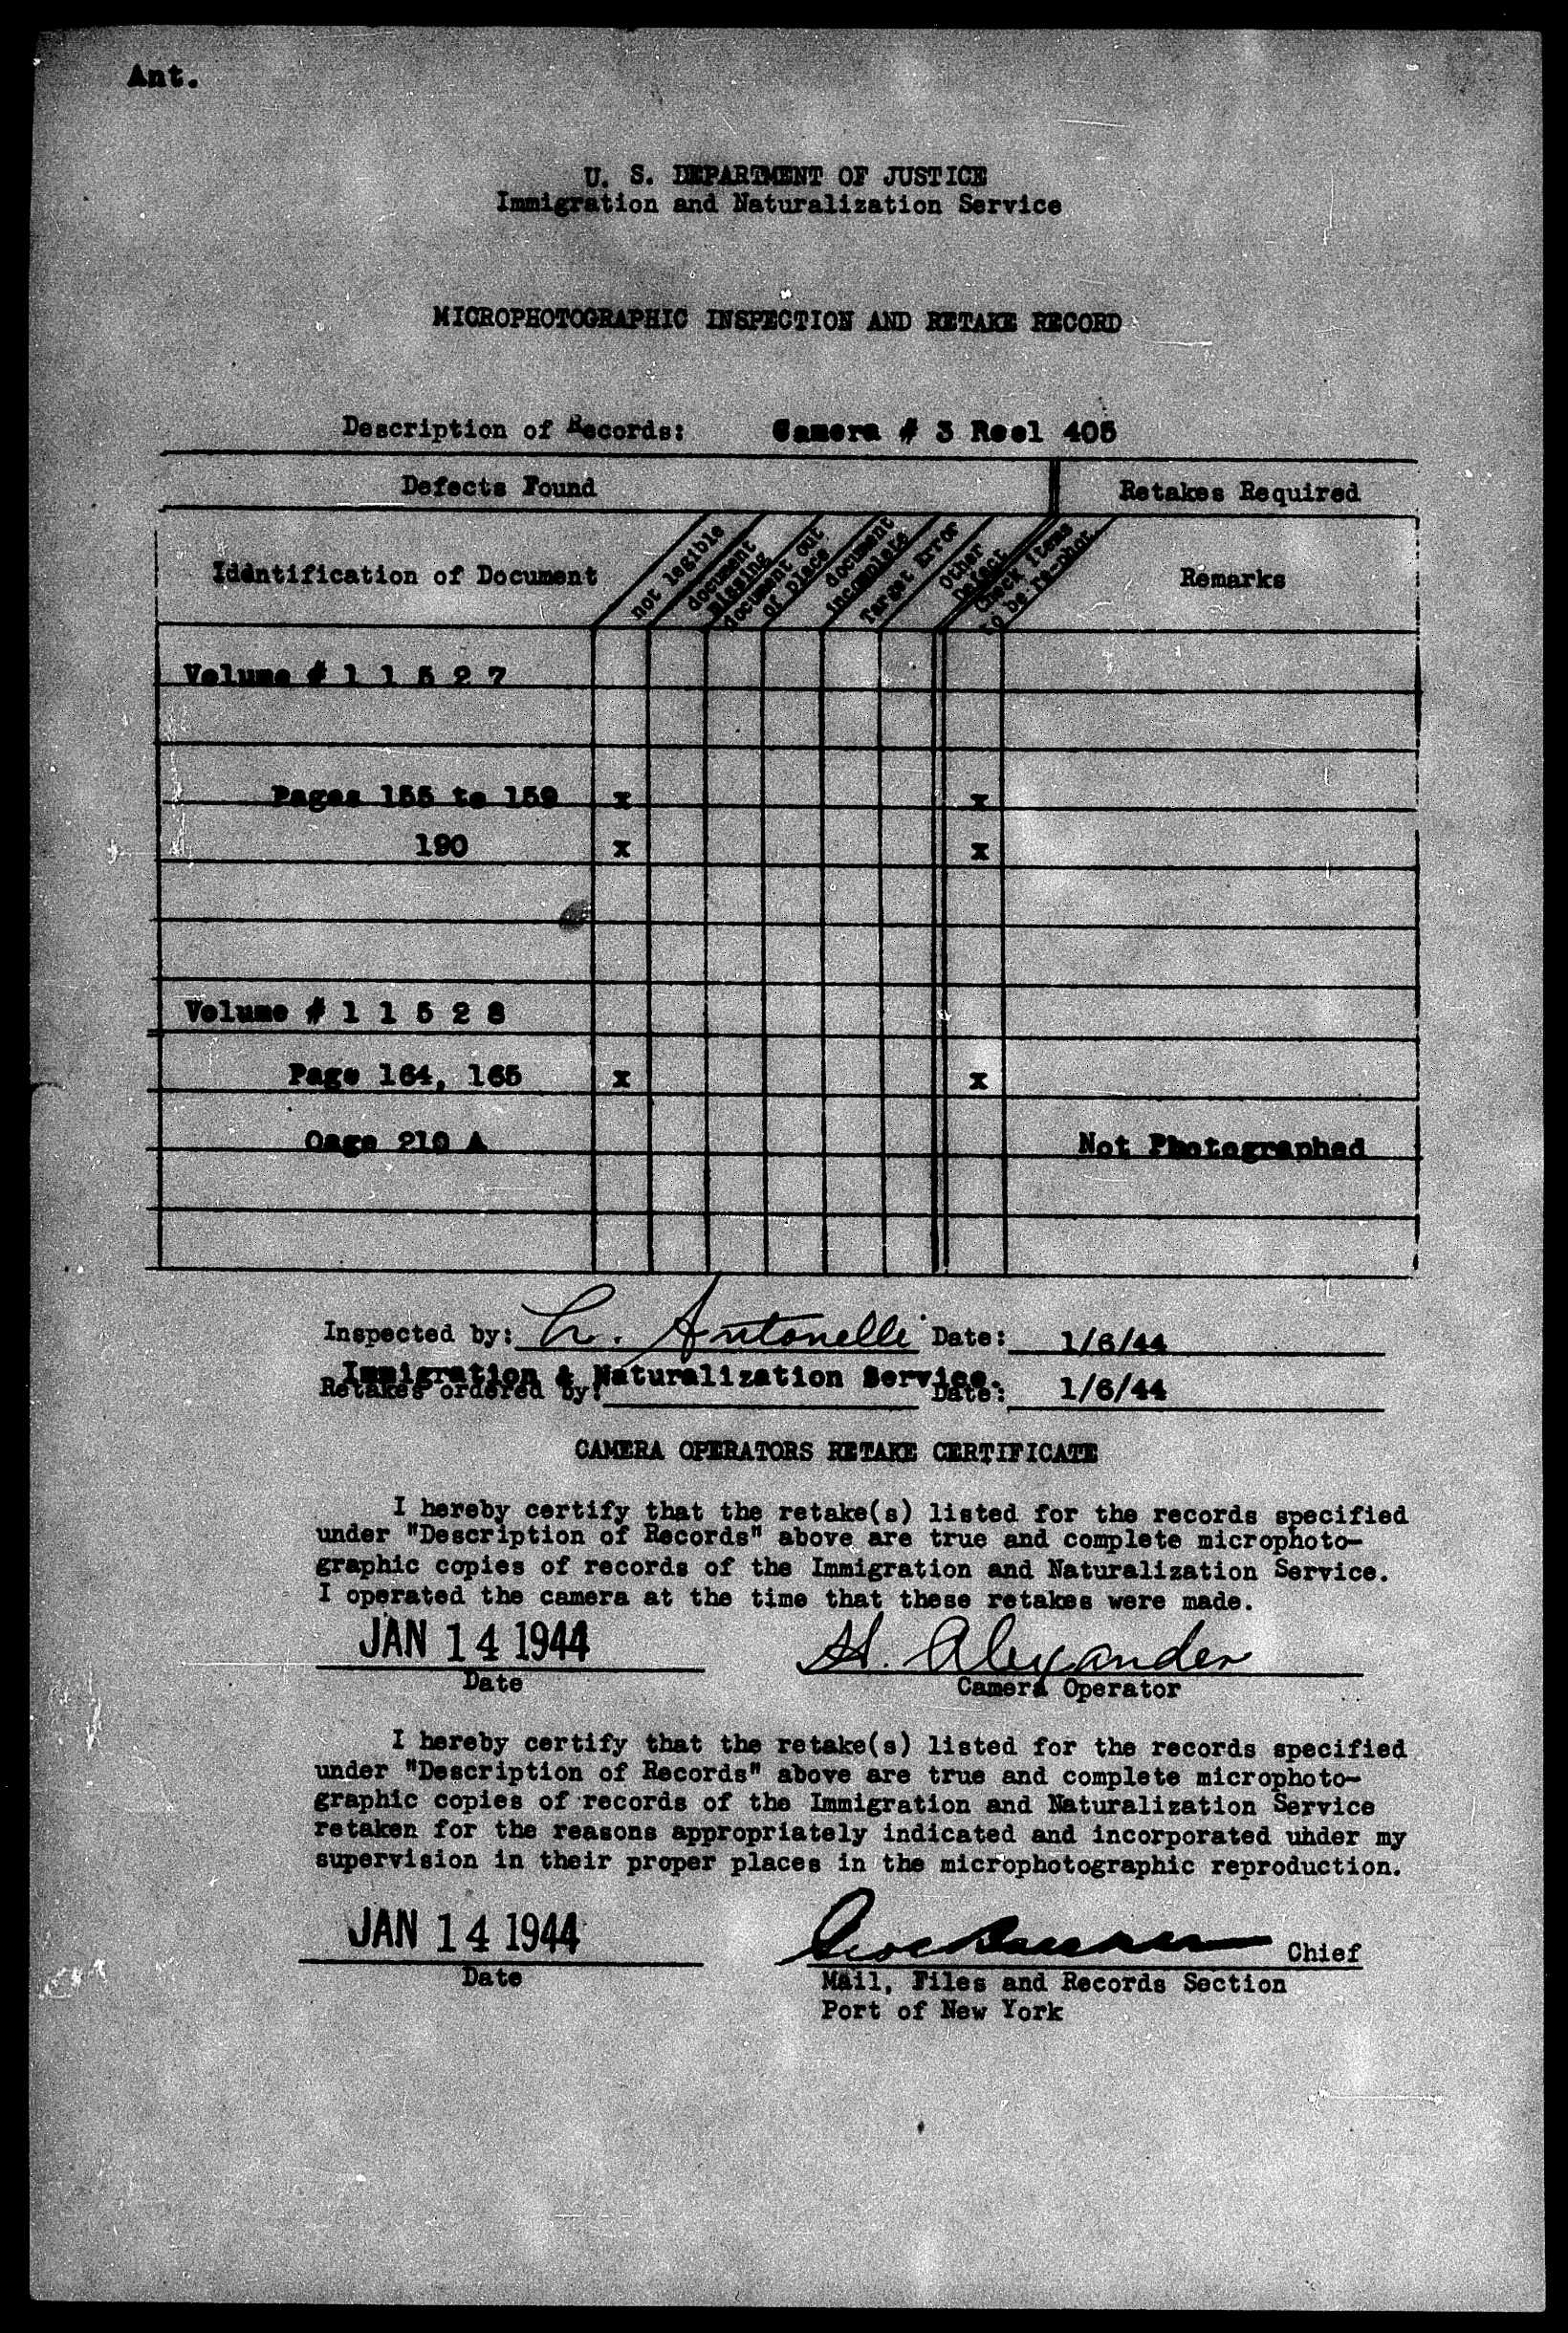 Ant.
U. S. DEPARTMENT OF JUSTICE
Immigration and Naturalization Service
MICROPHOTOGRAPHIC INSPECTION AND RETAKE RECORD
Description of Records: Camera # 3 Reel 405
Defects Found Retakes Required
Identification of Document not legible document missing document out of place document incomplete Target Error Other Defect Check items to be re-phot. Remarks
Volume # 1 1 5 2 7
Pages 155 to 159 x x
190 x x
Volume # 1 1 5 2 8
Page 164, 165 x x
Oage 210 A Not Photographed
Inspected by: L. Antonelli Date: 1/6/44
Immigration & Naturalization Service.
Retakes ordered by: Date: 1/6/44
CAMERA OPERATORS RETAKE CERTIFICATE
I hereby certify that the retake(s) listed for the records specified
under "Description of Records" above are true and complete microphoto-
graphic copies of records of the Immigration and Naturalization Service.
I operated the camera at the time that these retakes were made.
JAN 14 1944 H. Alexander
Date Camera Operator
I hereby certify that the retake(s) listed for the records specified
under "Description of Records" above are true and complete microphoto-
graphic copies of records of the Immigration and Naturalization Service
retaken for the reasons appropriately indicated and incorporated uhder my
supervision in their proper places in the microphotographic reproduction.
JAN 14 1944 Chief
Date Mail, Files and Records Section
Port of New York